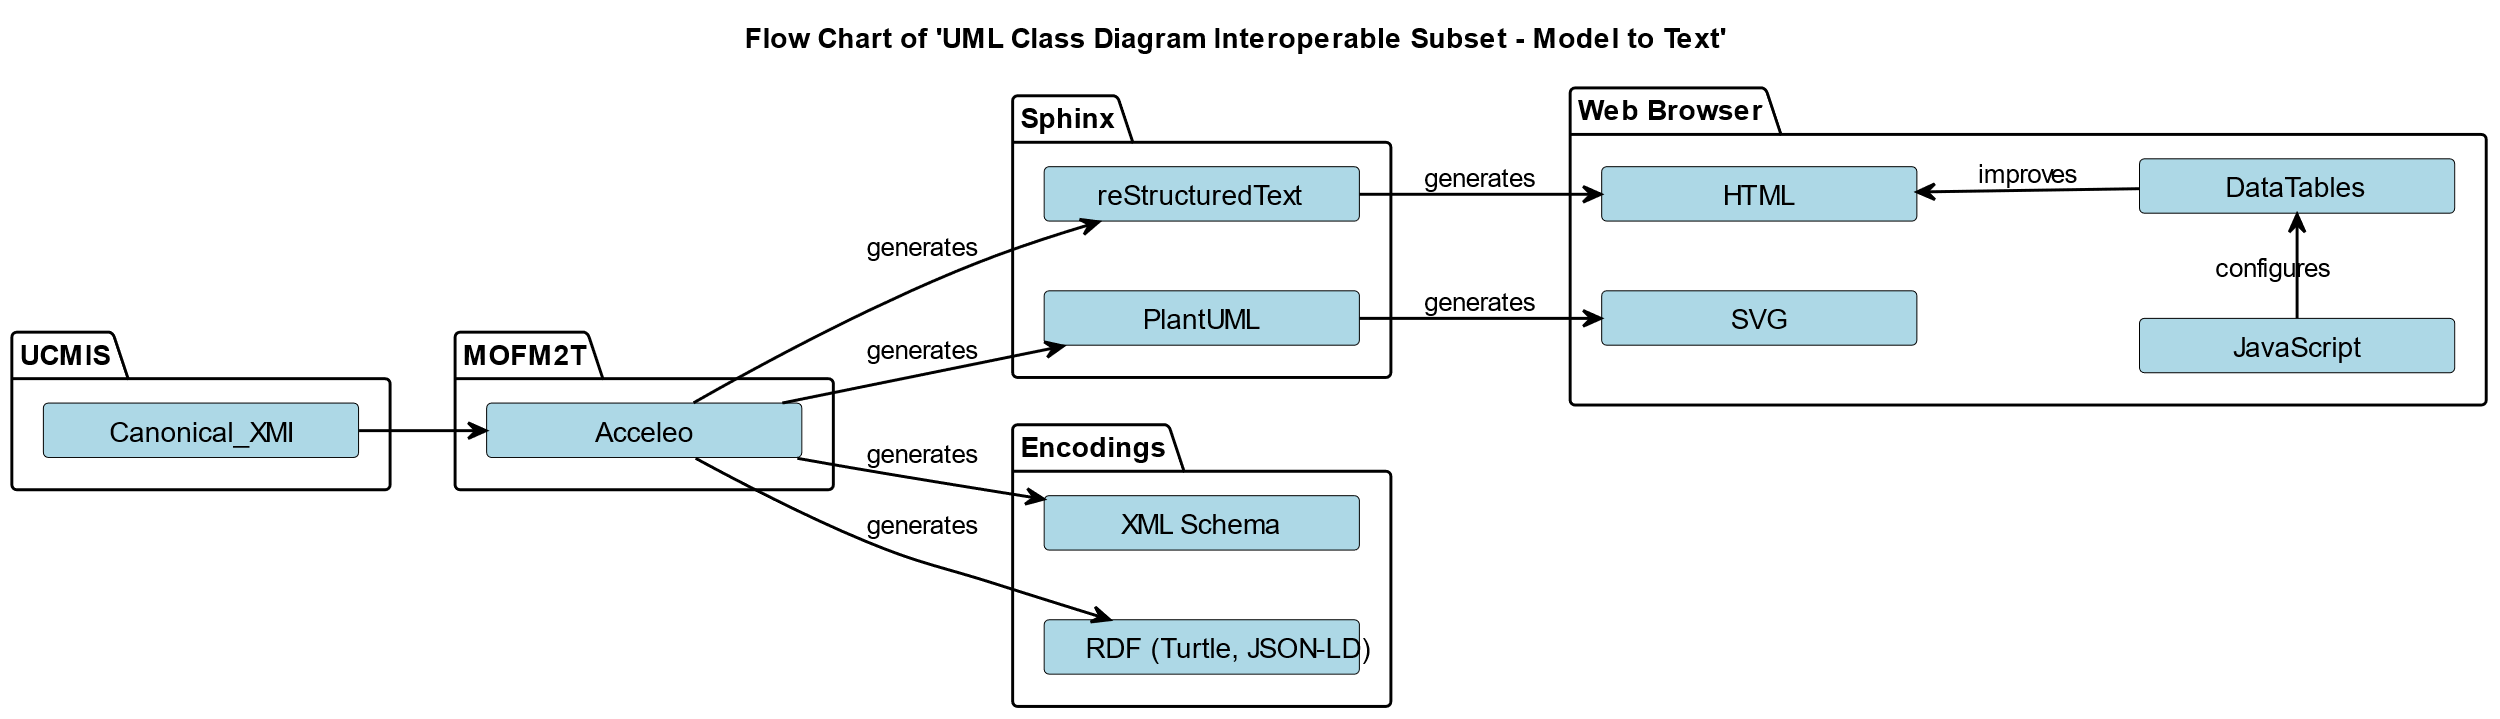 Flow Chart of 'UML Class Diagram Interoperable Subset - Model to Text'
UCMIS
Canonical_XMI
MOFM2T
Acceleo
generates
generates
generates
generates
Sphinx
reStructuredText
PlantUML
Encodings
XML Schema
RDF (Turtle, JSON-LD)
generates
generates
Web Browser
HTML
SVG
improves
DataTables
configures
JavaScript